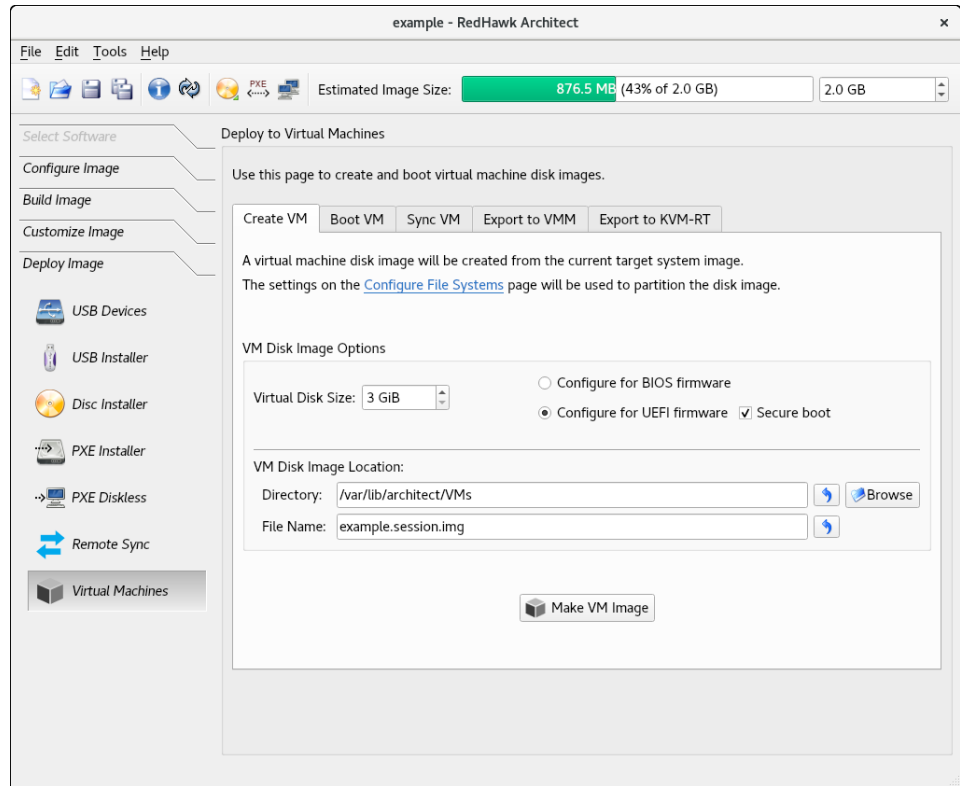 example - RedHawk Architect
File Edit Tools Help
PXE Estimated Image Size: 876.5 MB (43% of 2.0 GB) 2.0 GB
Select Software
Configure Image
Build Image
Customize Image
Deploy Image
USB Devices
USB Installer
Disc Installer
PXE Installer
PXE Diskless
Remote Sync
Virtual Machines
Deploy to Virtual Machines
Use this page to create and boot virtual machine disk images.
Create VM Boot VM Sync VM Export to VMM Export to KVM-RT
A virtual machine disk image will be created from the current target system image.
The settings on the Configure File Systems page will be used to partition the disk image.
VM Disk Image Options
Virtual Disk Size: 3 GiB
Configure for BIOS firmware
Configure for UEFI firmware Secure boot
VM Disk Image Location:
Directory: /var/lib/architect/VMs Browse
File Name: example.session.img
Make VM Image